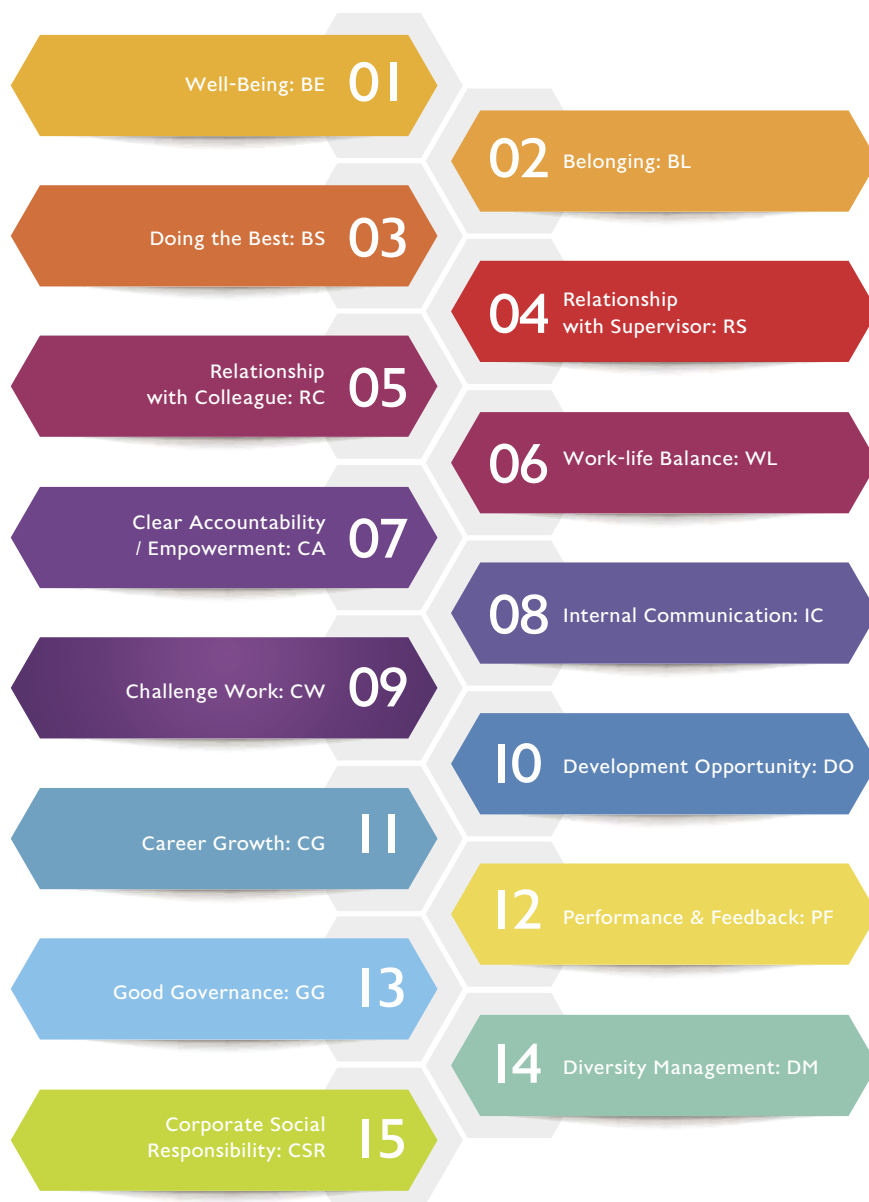 Well-Being: BE 01
02 Belonging: BL
Doing the Best: BS 03
04 Relationship
with Supervisor: RS
Relationship
with Colleague: RC 05
06 Work-life Balance: WL
Clear Accountability
/ Empowerment: CA 07
08 Internal Communication: IC
Challenge Work: CW 09
10 Development Opportunity: DO
Career Growth: CG 11
12 Performance & Feedback: PF
Good Governance: GG 13
14 Diversity Management: DM
Corporate Social
Responsibility: CSR 15